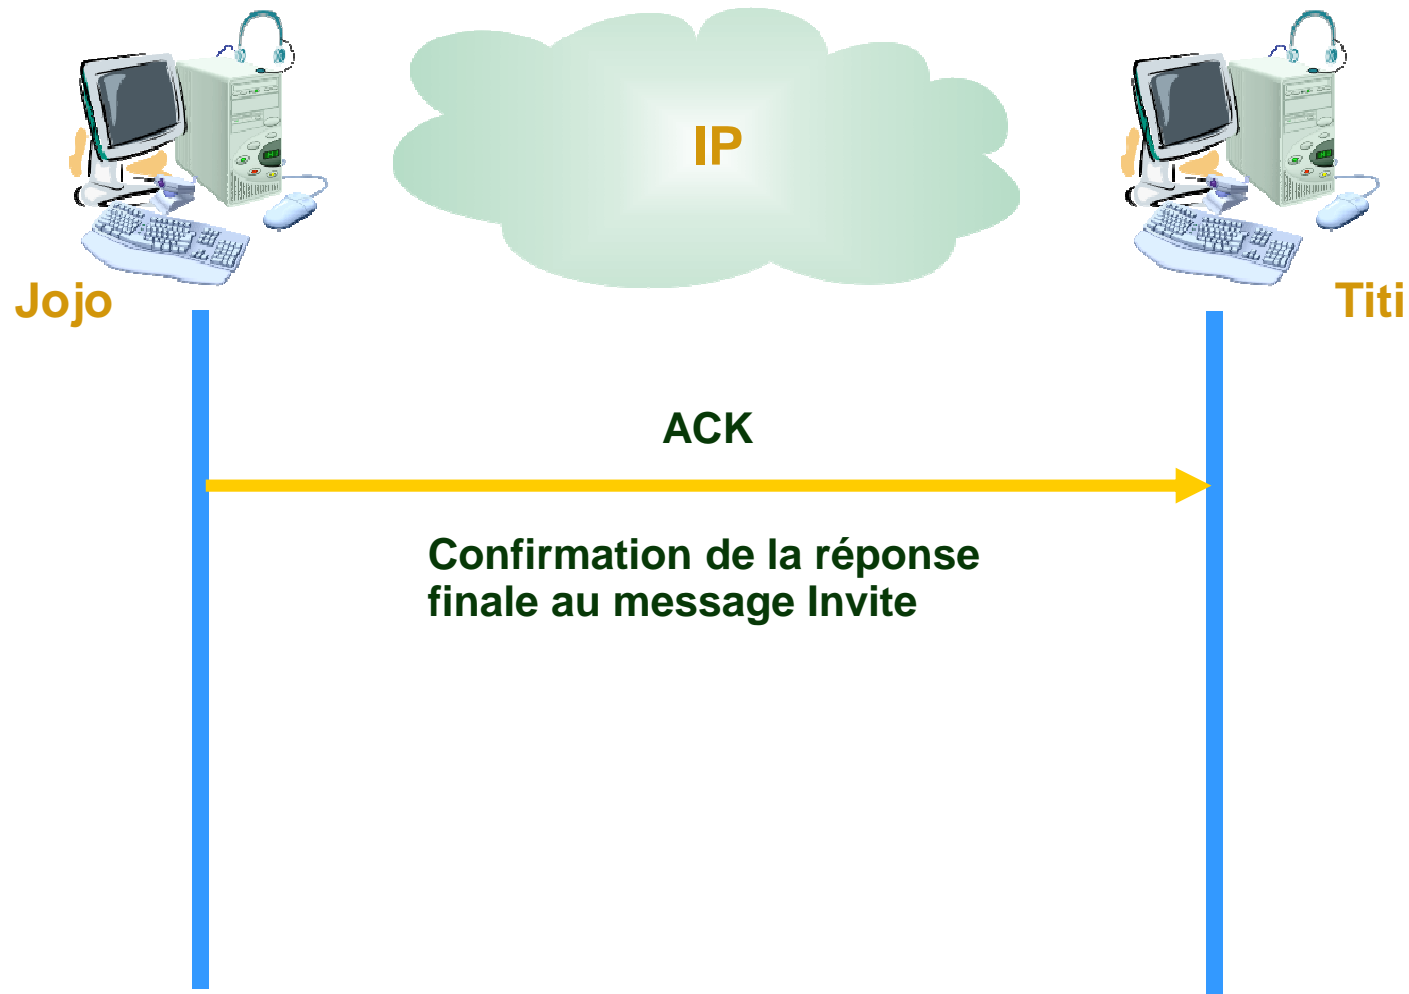 IP
Jojo
Titi
ACK
Confirmation de la réponse
finale au message Invite